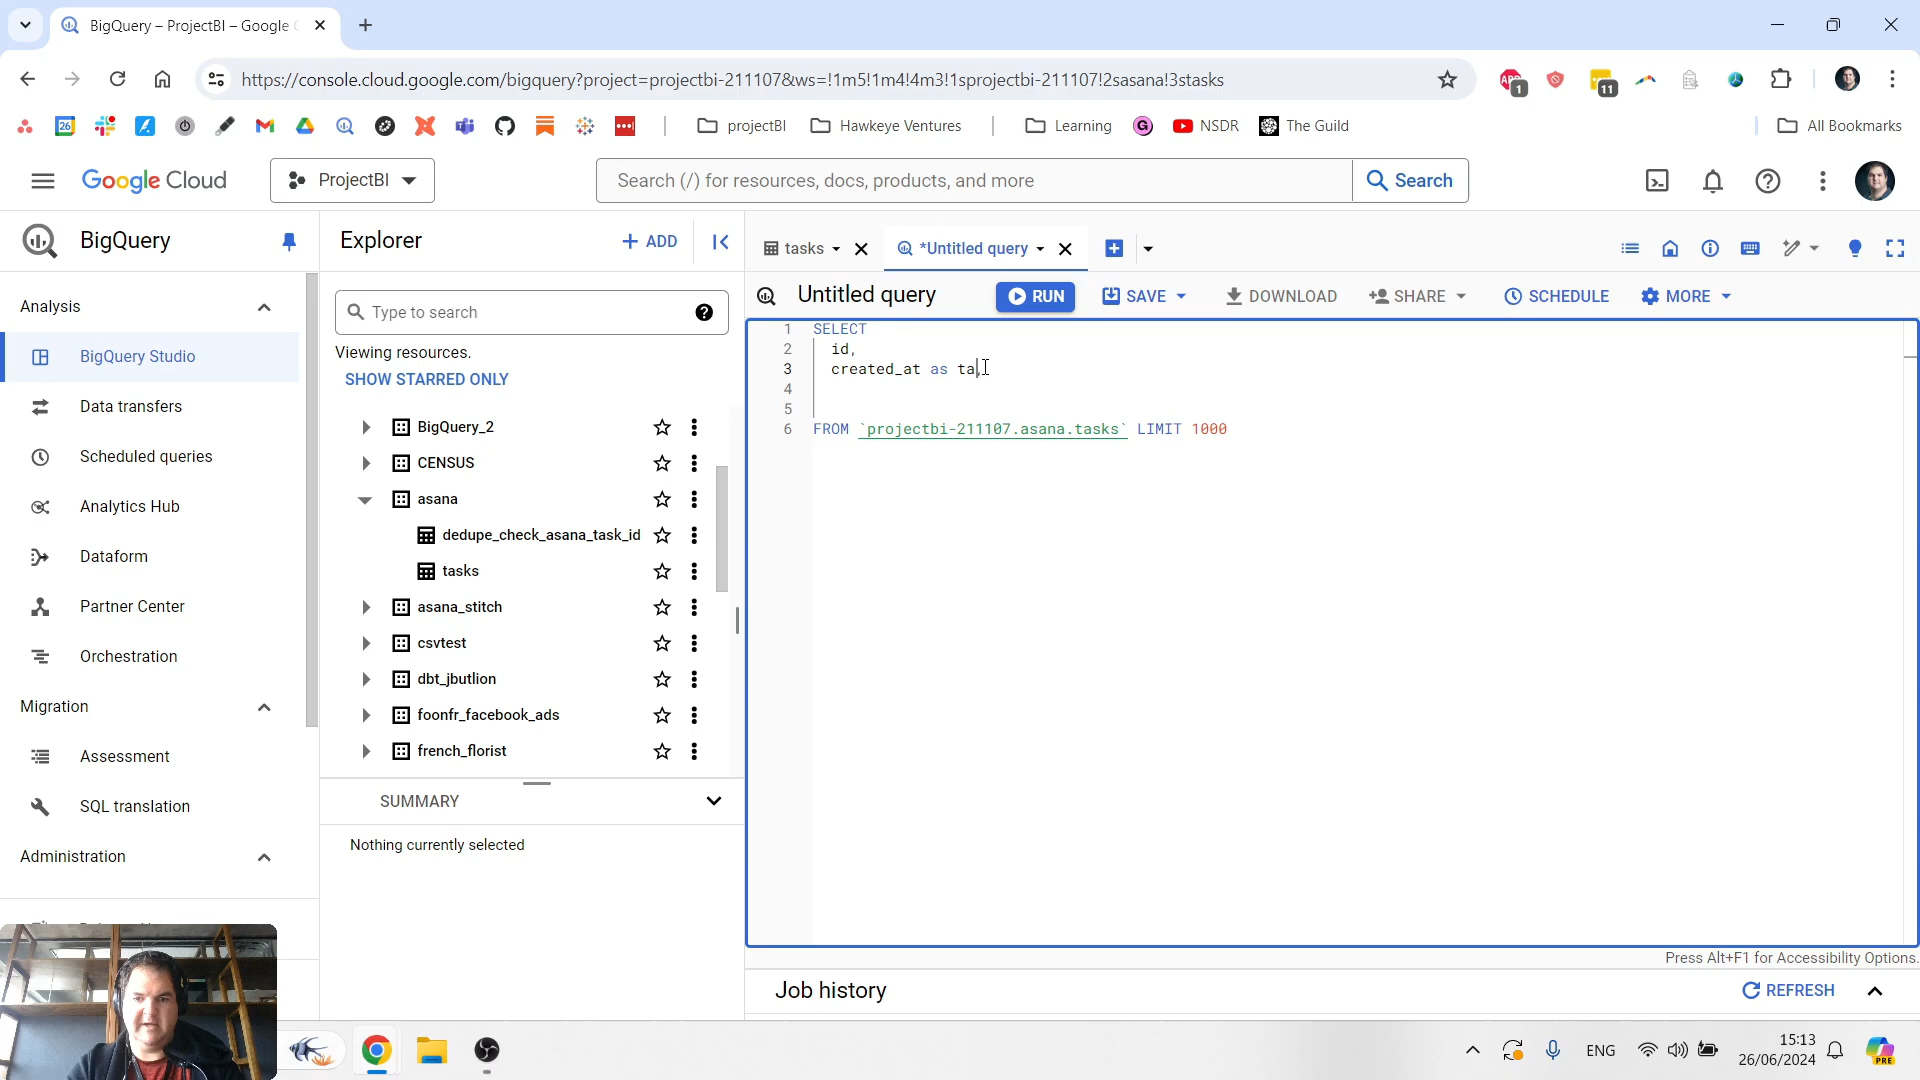 BigQuery – ProjectBI – Google
https://console.cloud.google.com/bigquery?project=projectbi-211107&ws=!1m5!1m4!4m3!1sprojectbi-211107!2sasana!3stasks
1
11
26
projectBI
Hawkeye Ventures
Learning
G
NSDR
The Guild
All Bookmarks
Google Cloud
ProjectBI
Search (/) for resources, docs, products, and more
Search
BigQuery
Explorer
+ ADD
tasks
*Untitled query
Untitled query
RUN
SAVE
DOWNLOAD
SHARE
SCHEDULE
MORE
Analysis
BigQuery Studio
Data transfers
Scheduled queries
Analytics Hub
Dataform
Partner Center
Orchestration
Migration
Assessment
SQL translation
Administration
Type to search
Viewing resources.
SHOW STARRED ONLY
BigQuery_2
CENSUS
asana
dedupe_check_asana_task_id
tasks
asana_stitch
csvtest
dbt_jbutlion
foonfr_facebook_ads
french_florist
SUMMARY
Nothing currently selected
1 SELECT
2 id,
3 created_at as ta,
4
5
6 FROM `projectbi-211107.asana.tasks` LIMIT 1000
Press Alt+F1 for Accessibility Options.
Job history
REFRESH
ENG
15:13
26/06/2024
PRE